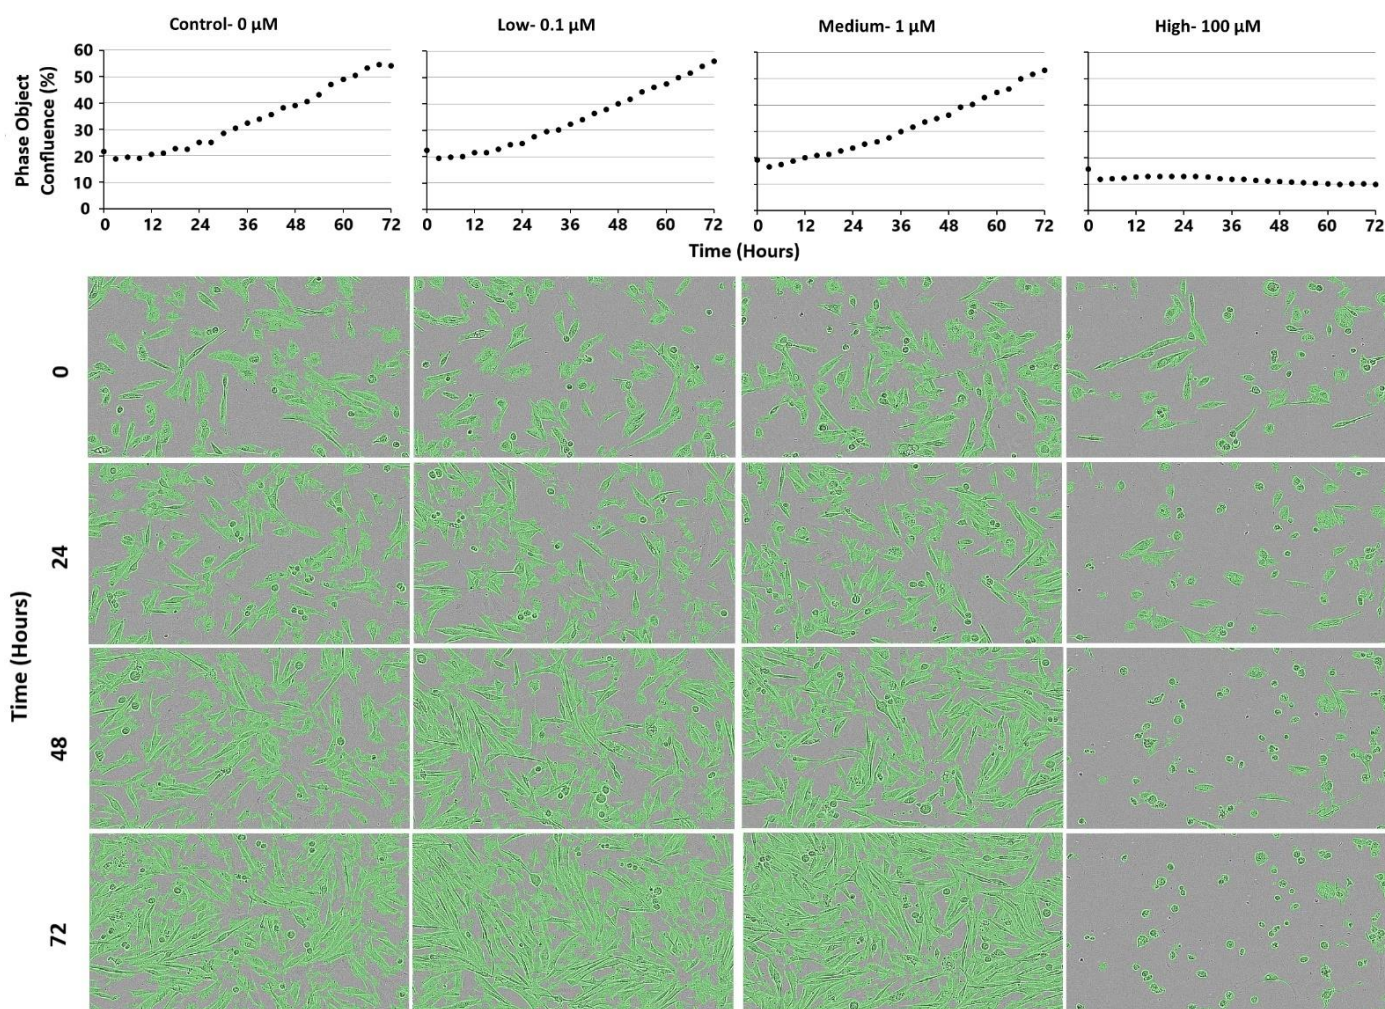 Control- 0 µM
Low- 0.1 µM
Medium- 1 µM
High- 100 µM
Phase Object
Confluence (%)
60
50
40
30
20
10
0
0 12 24 36 48 60 72
0 12 24 36 48 60 72
0 12 24 36 48 60 72
0 12 24 36 48 60 72
Time (Hours)
Time (Hours)
0
24
48
72